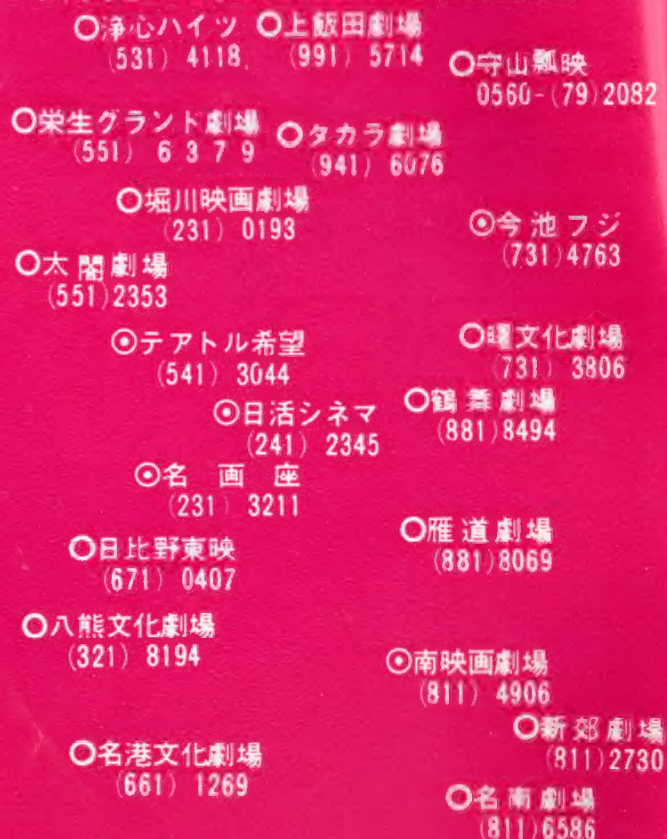 ○浄心ハイツ ○上飯田劇場
(531) 4118. (991) 5714
○守山瓢映
0560-(79)2082
○栄生グランド劇場 ○タカラ劇場
(551) 6379 (941) 6076
○堀川映画劇場
(231) 0193
◉今池フジ
(731)4763
○太閤劇場
(551)2353
◉テアトル希望
(541) 3044
○曙文化劇場
(731) 3806
◉日活シネマ
(241) 2345
○鶴舞劇場
(881)8494
◉名画座
(231) 3211
○日比野東映
(671) 0407
○雁道劇場
(881)8069
○八熊文化劇場
(321) 8194
◉南映画劇場
(811) 4906
○新郊劇場
(811)2730
○名港文化劇場
(661) 1269
○名南劇場
(811)6586